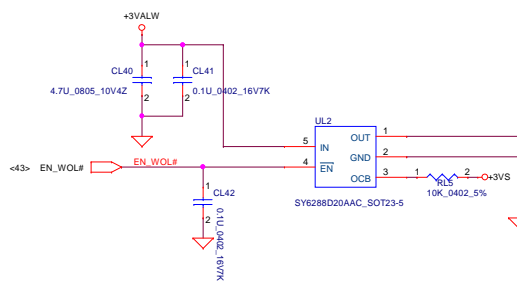 +3VALW
1
CL40
2
4.7U_0805_10V4Z
1
CL41
2
0.1U_0402_16V7K
UL2
5
IN
OUT
1
GND
2
<43>
EN_WOL#
EN_WOL#
4
EN
OCB
3
1
2
+3VS
RL5
10K_0402_5%
SY6288D20AAC_SOT23-5
1
CL42
2
0.1U_0402_16V7K